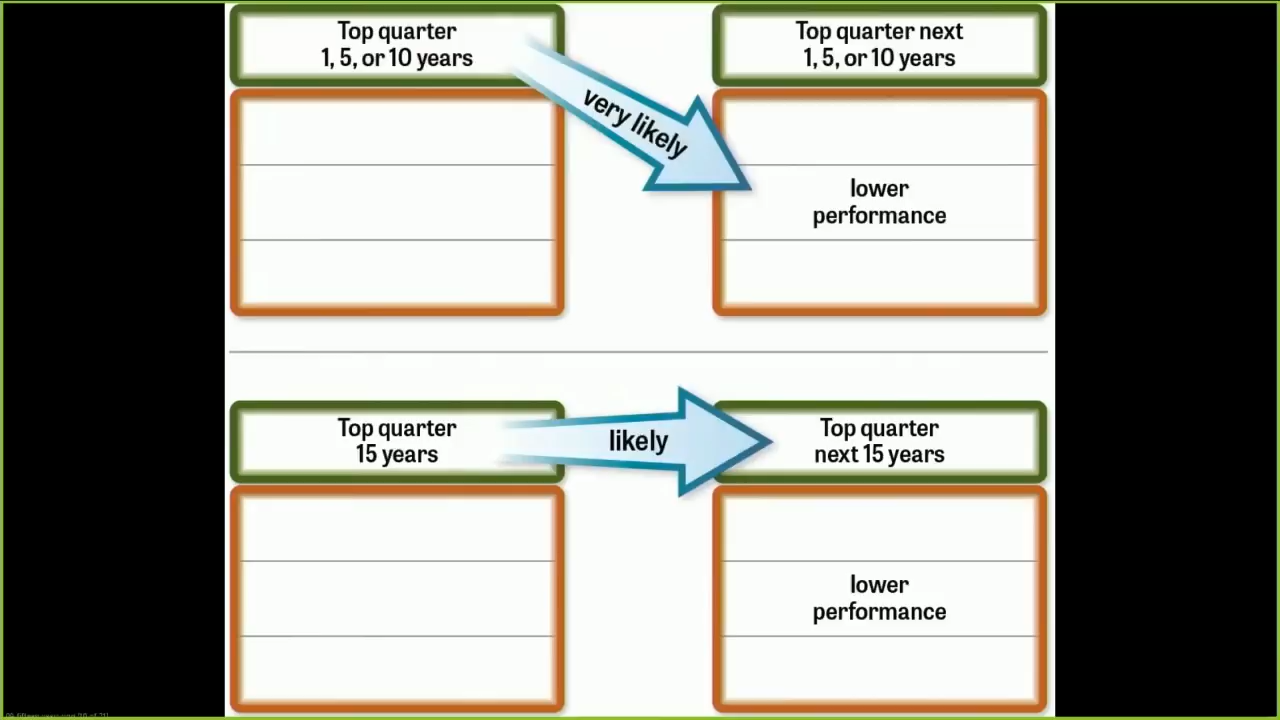 Top quarter
1, 5, or 10 years
Top quarter next
1, 5, or 10 years
very likely
lower
performance
Top quarter
15 years
likely
Top quarter
next 15 years
lower
performance